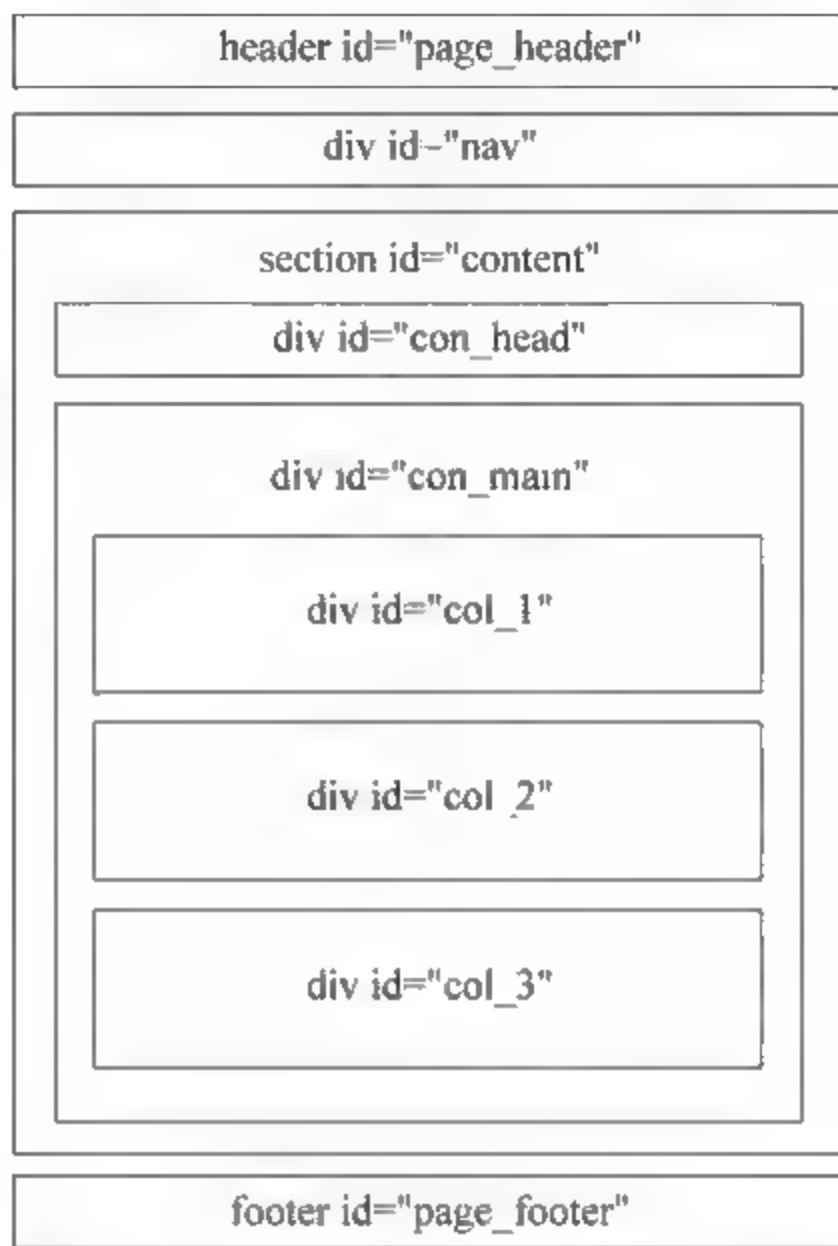 header id="page_header"
div id="nav"
section id="content"
div id="con_head"
div id="con_main"
div id="col_1"
div id="col_2"
div id="col_3"
footer id="page_footer"